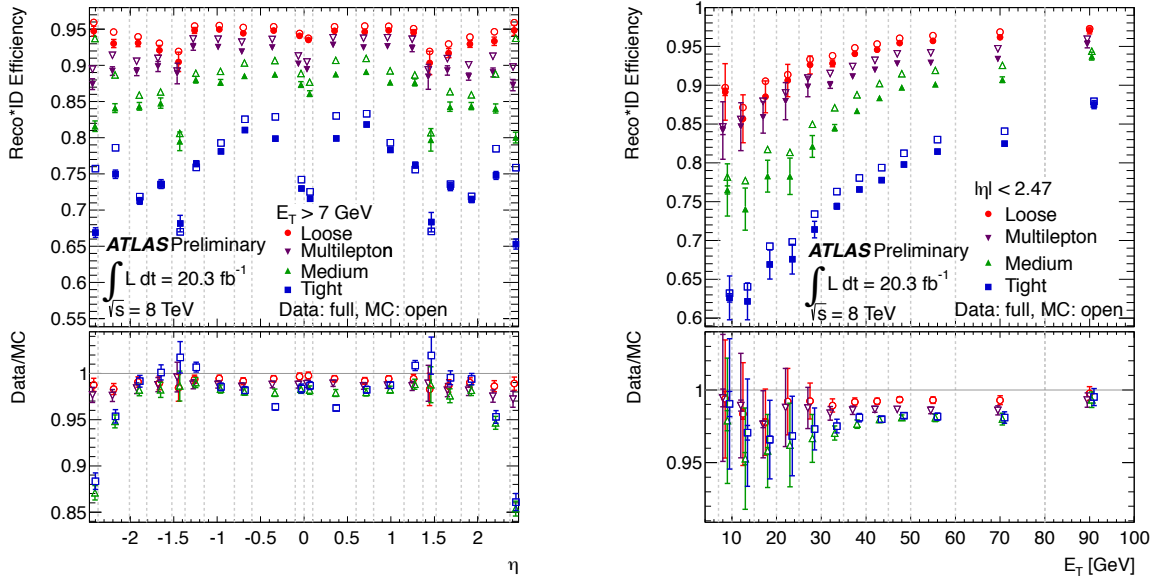 Reco*ID Efficiency
0.95
0.9
0.85
0.8
0.75
0.7
0.65
0.6
0.55
E_T > 7 GeV
Loose
Multilepton
Medium
Tight
ATLAS Preliminary
∫ L dt = 20.3 fb⁻¹
√s = 8 TeV
Data: full, MC: open
Data/MC
1
0.95
0.9
0.85
-2 -1.5 -1 -0.5 0 0.5 1 1.5 2
η
Reco*ID Efficiency
1
0.95
0.9
0.85
0.8
0.75
0.7
0.65
0.6
|η| < 2.47
Loose
Multilepton
Medium
Tight
ATLAS Preliminary
∫ L dt = 20.3 fb⁻¹
√s = 8 TeV
Data: full, MC: open
Data/MC
1
0.95
10 20 30 40 50 60 70 80 90 100
E_T [GeV]